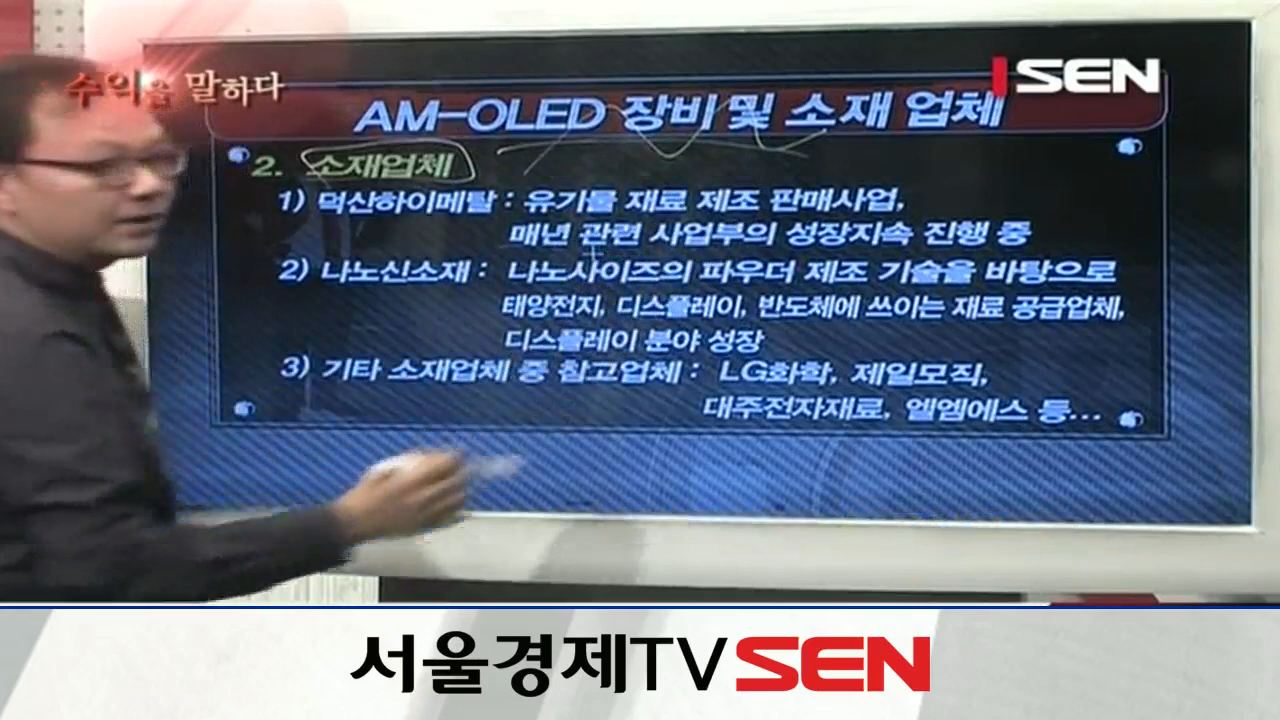 수익을 말하다
SEN
AM-OLED 장비 및 소재 업체
2. 소재업체
1) 덕산하이메탈 : 유기물 재료 제조 판매사업,
매년 관련 사업부의 성장지속 진행 중
2) 나노신소재 : 나노사이즈의 파우더 제조 기술을 바탕으로
태양전지, 디스플레이, 반도체에 쓰이는 재료 공급업체,
디스플레이 분야 성장
3) 기타 소재업체 중 참고업체 : LG화학, 제일모직,
대주전자재료, 엘엠에스 등...
서울경제TV SEN